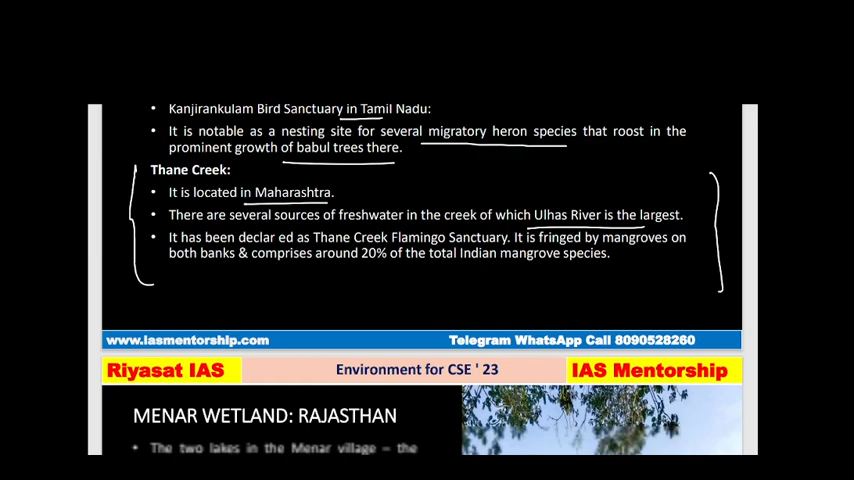 • Kanjirankulam Bird Sanctuary in Tamil Nadu:
• It is notable as a nesting site for several migratory heron species that roost in the
prominent growth of babul trees there.
Thane Creek:
• It is located in Maharashtra.
• There are several sources of freshwater in the creek of which Ulhas River is the largest.
• It has been declar ed as Thane Creek Flamingo Sanctuary. It is fringed by mangroves on
both banks & comprises around 20% of the total Indian mangrove species.
www.iasmentorship.com Telegram WhatsApp Call 8090528260
Riyasat IAS Environment for CSE ' 23 IAS Mentorship
MENAR WETLAND: RAJASTHAN
• The two lakes in the Menar village – the